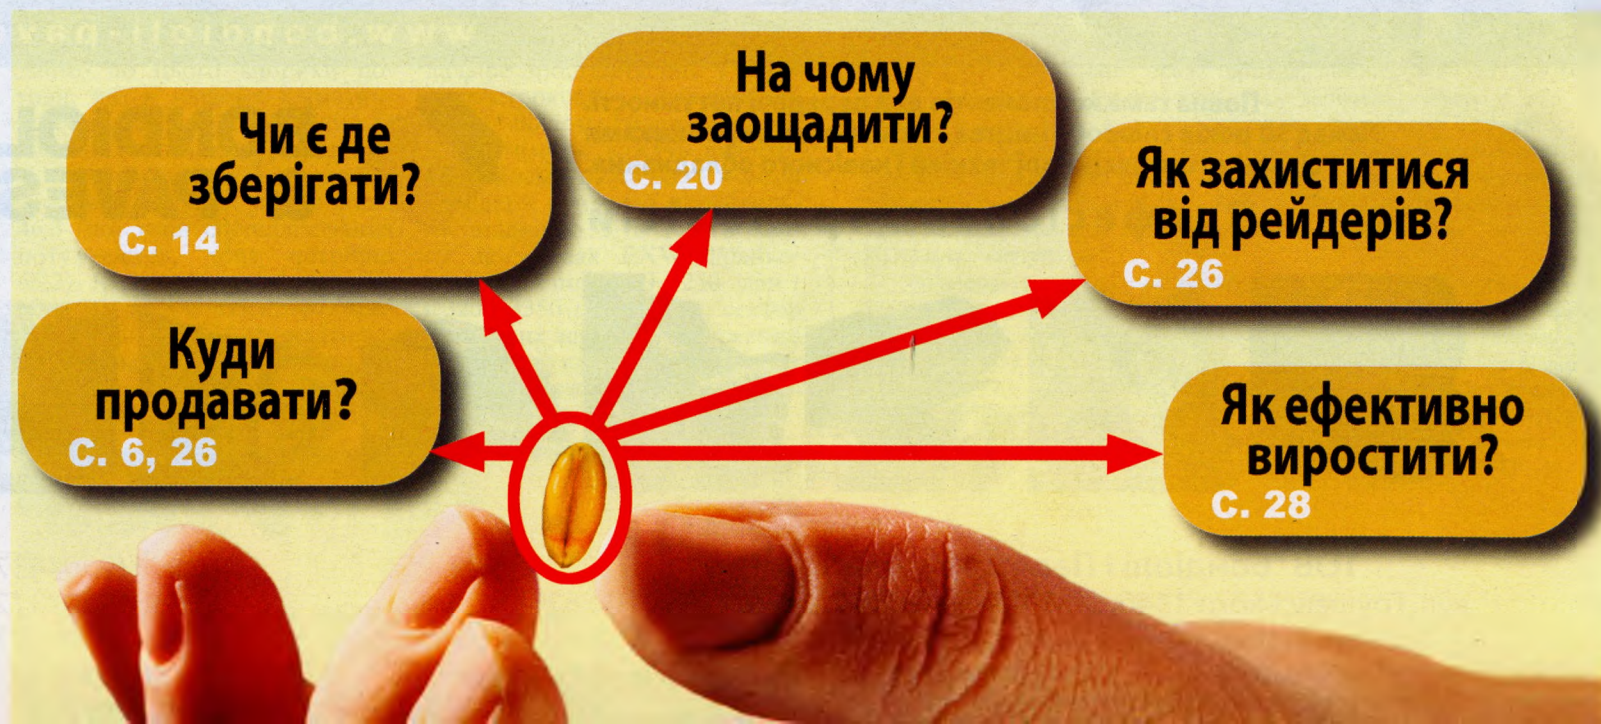 Чи є де
зберігати?
С. 14
На чому
заощадити?
С. 20
Як захиститися
від рейдерів?
С. 26
Куди
продавати?
С. 6, 26
Як ефективно
виростити?
С. 28